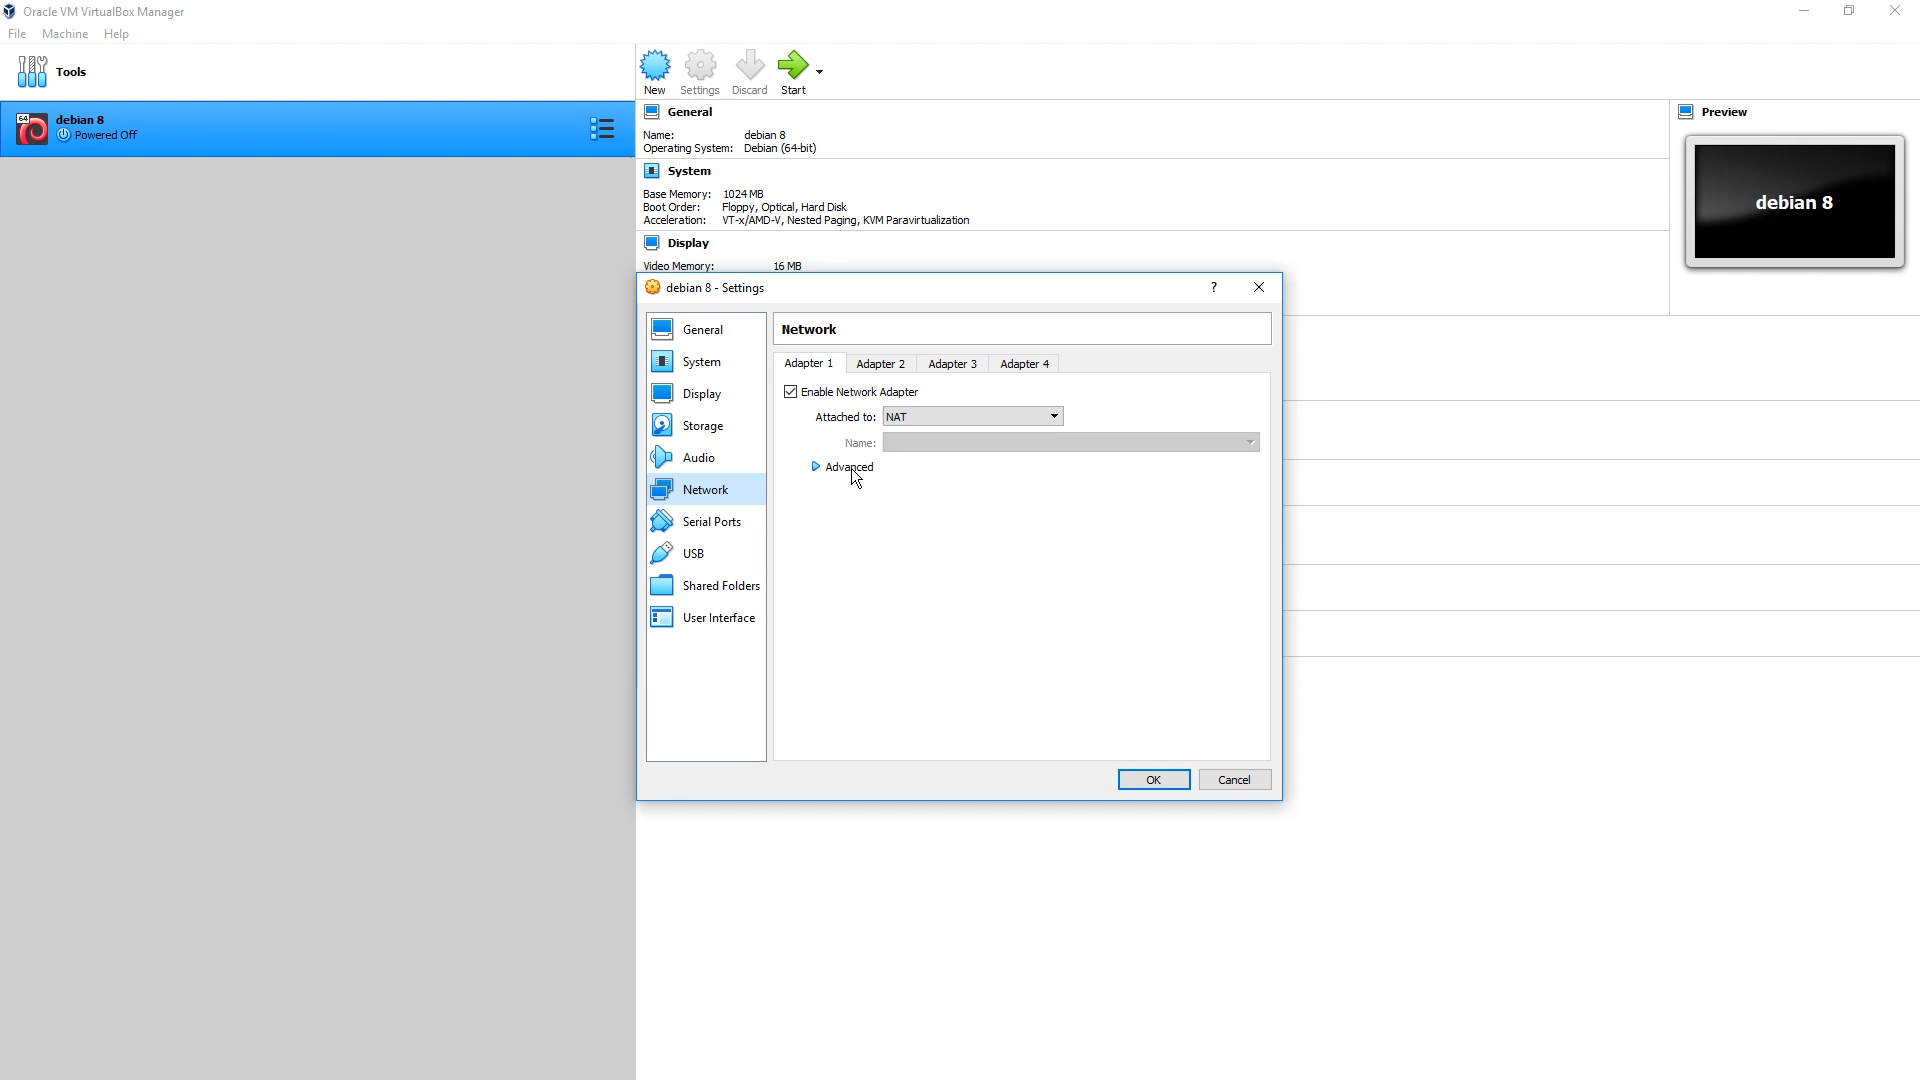 Oracle VM VirtualBox Manager
File Machine Help
Tools
New Settings Discard Start
64
debian 8
Powered Off
General
Name: debian 8
Operating System: Debian (64-bit)
System
Base Memory: 1024 MB
Boot Order: Floppy, Optical, Hard Disk
Acceleration: VT-x/AMD-V, Nested Paging, KVM Paravirtualization
Display
Video Memory: 16 MB
Preview
debian 8
debian 8 - Settings
?
General
System
Display
Storage
Audio
Network
Serial Ports
USB
Shared Folders
User Interface
Network
Adapter 1 Adapter 2 Adapter 3 Adapter 4
Enable Network Adapter
Attached to: NAT
Name:
Advanced
OK Cancel